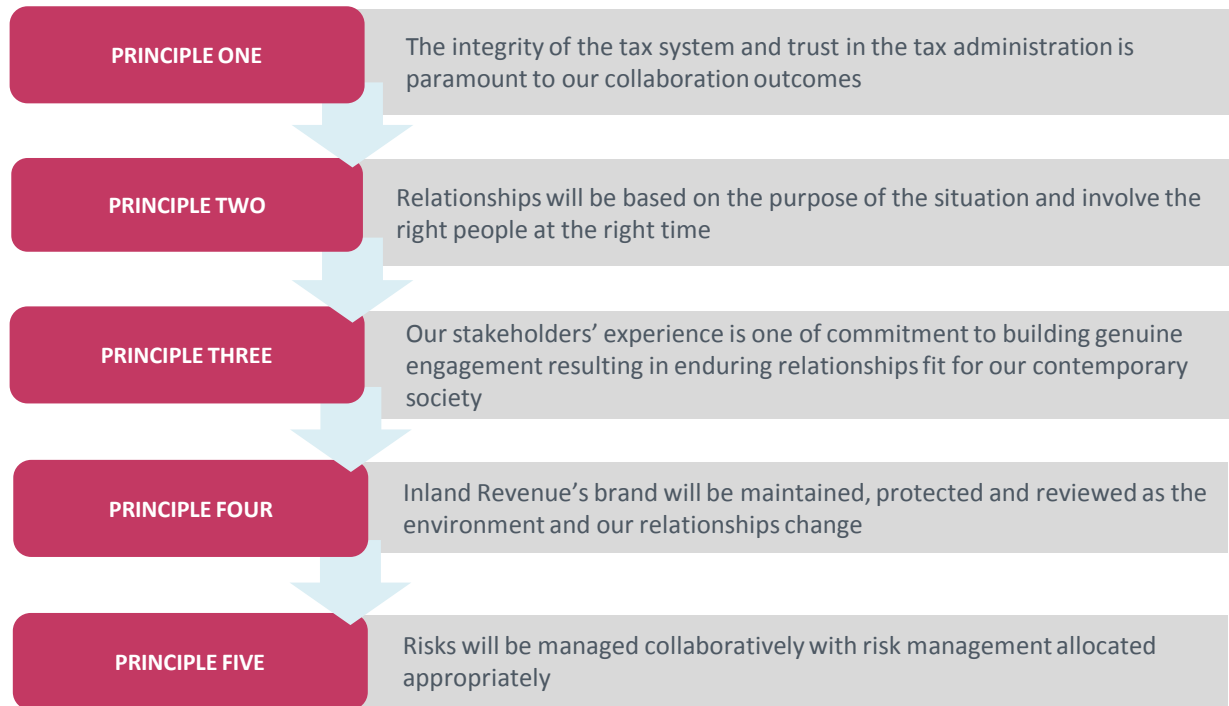 PRINCIPLE ONE
The integrity of the tax system and trust in the tax administration is
paramount to our collaboration outcomes
PRINCIPLE TWO
Relationships will be based on the purpose of the situation and involve the
right people at the right time
PRINCIPLE THREE
Our stakeholders’ experience is one of commitment to building genuine
engagement resulting in enduring relationships fit for our contemporary
society
PRINCIPLE FOUR
Inland Revenue’s brand will be maintained, protected and reviewed as the
environment and our relationships change
PRINCIPLE FIVE
Risks will be managed collaboratively with risk management allocated
appropriately